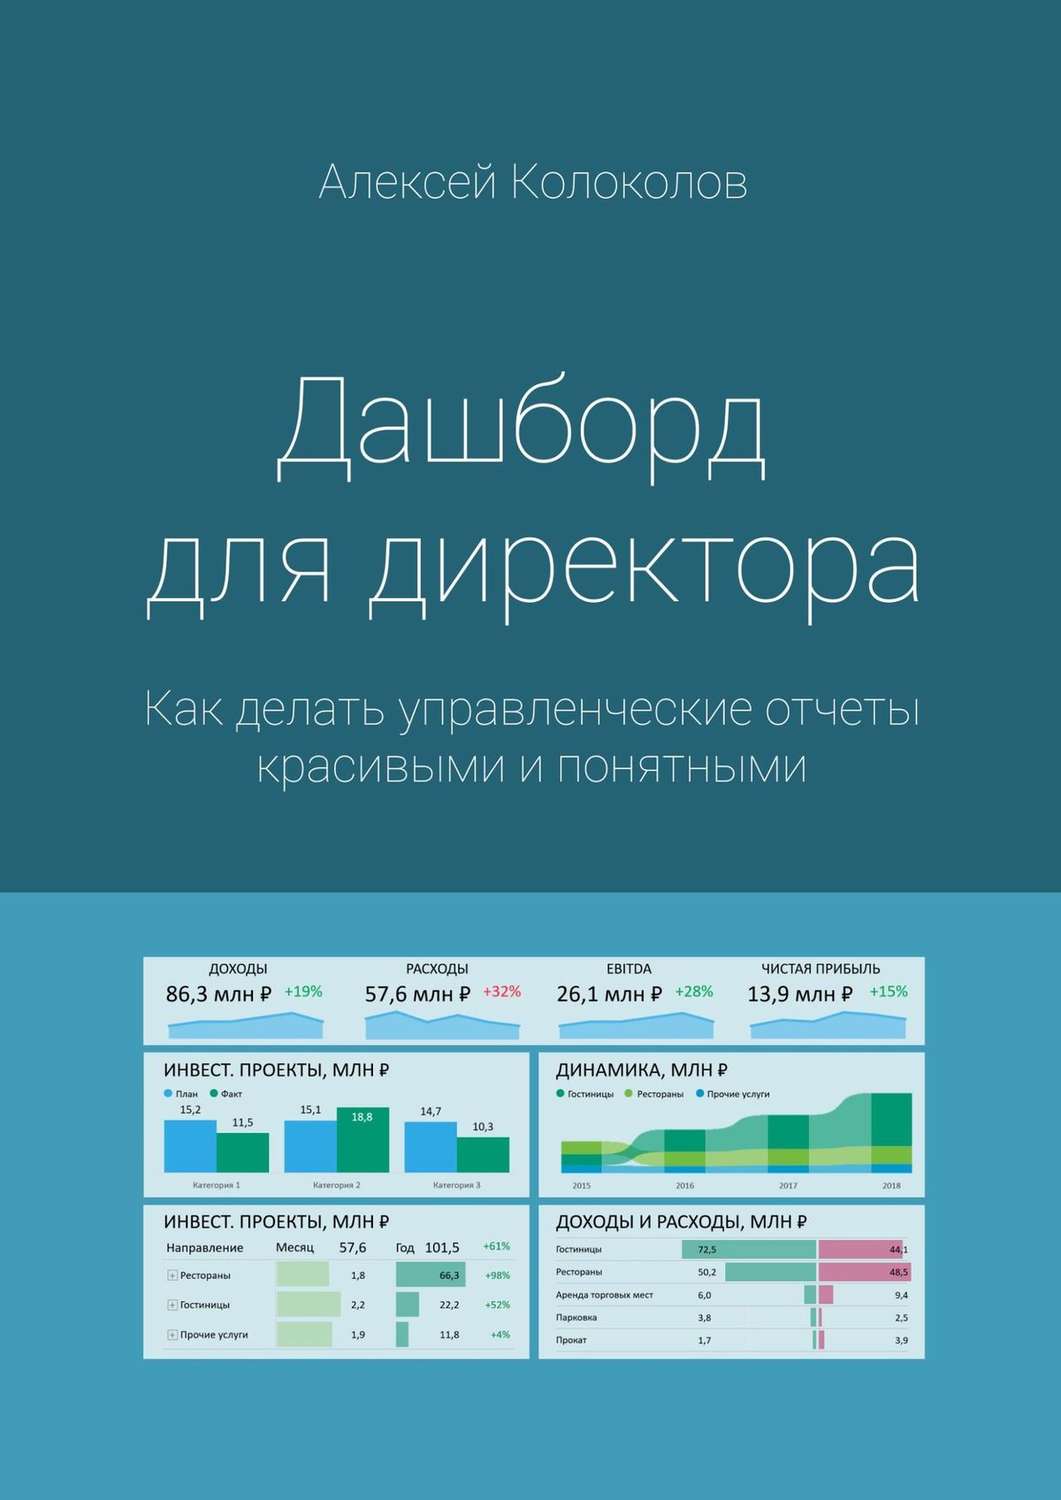 Алексей Колоколов
Дашборд
для директора
Как делать управленческие отчеты
красивыми и понятными
ДОХОДЫ
86,3 млн ₽ +19%
РАСХОДЫ
57,6 млн ₽ +32%
EBITDA
26,1 млн ₽ +28%
ЧИСТАЯ ПРИБЫЛЬ
13,9 млн ₽ +15%
ИНВЕСТ. ПРОЕКТЫ, МЛН ₽
План Факт
15,2 11,5 15,1 18,8 14,7 10,3
Категория 1 Категория 2 Категория 3
ДИНАМИКА, МЛН ₽
Гостиницы Рестораны Прочие услуги
2015 2016 2017 2018
ИНВЕСТ. ПРОЕКТЫ, МЛН ₽
Направление Месяц 57,6 Год 101,5 +61%
Рестораны 1,8 66,3 +98%
Гостиницы 2,2 22,2 +52%
Прочие услуги 1,9 11,8 +4%
ДОХОДЫ И РАСХОДЫ, МЛН ₽
Гостиницы 72,5 44,1
Рестораны 50,2 48,5
Аренда торговых мест 6,0 9,4
Парковка 3,8 2,5
Прокат 1,7 3,9